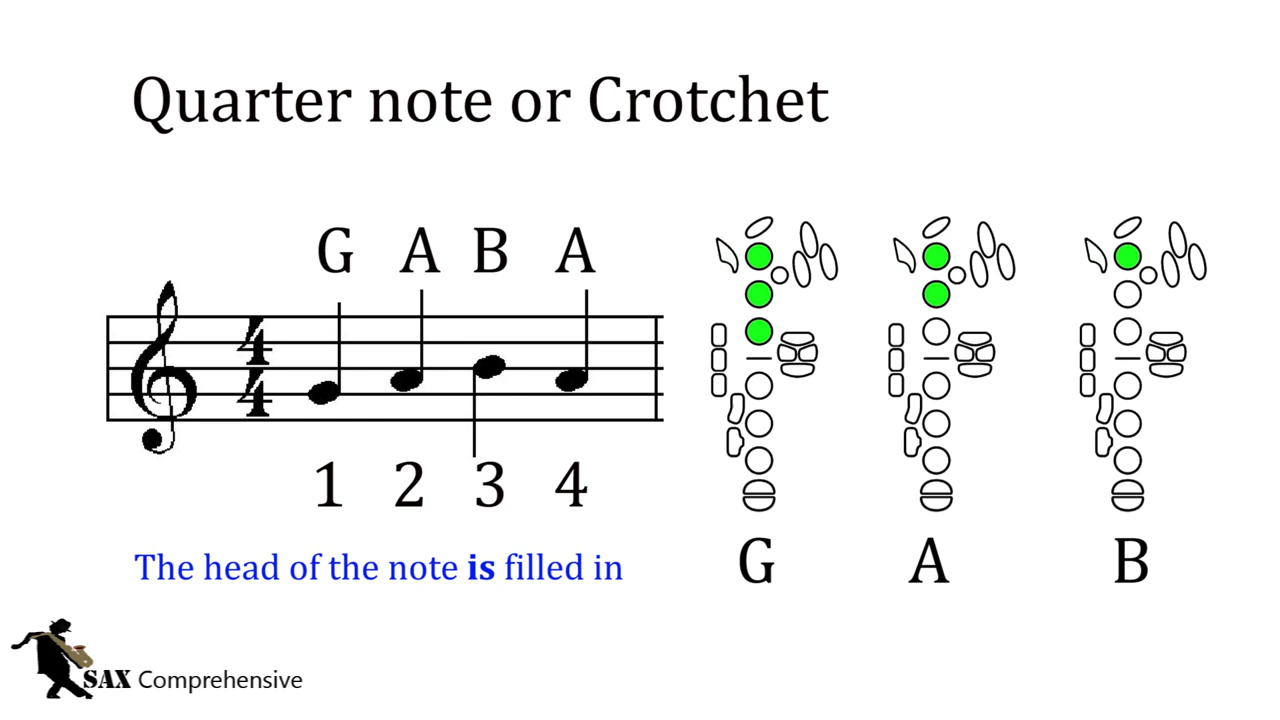 Quarter note or Crotchet
G A B A
4
4
1 2 3 4
The head of the note is filled in
G A B
SAX Comprehensive